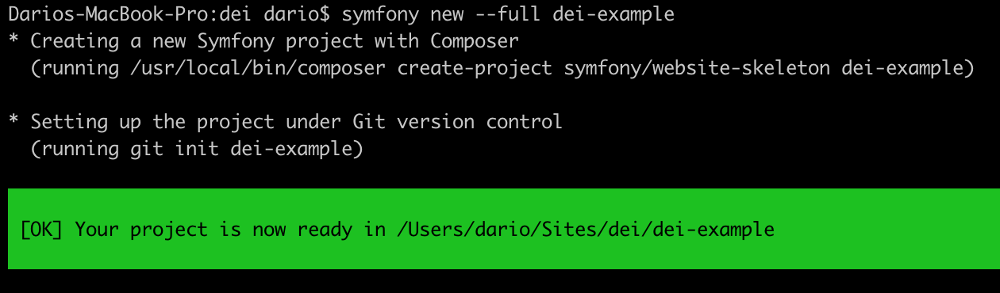 Darios-MacBook-Pro:dei dario$ symfony new --full dei-example
* Creating a new Symfony project with Composer
(running /usr/local/bin/composer create-project symfony/website-skeleton dei-example)
* Setting up the project under Git version control
(running git init dei-example)
[OK] Your project is now ready in /Users/dario/Sites/dei/dei-example